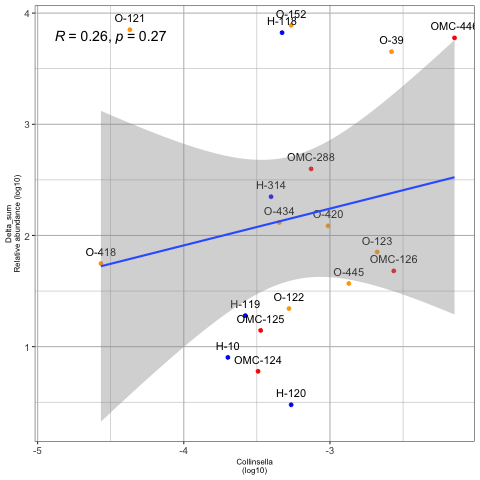 4
3
2
1
-5
-4
-3
Delta_sum
Relative abundance (log10)
Collinsella
(log10)
R = 0.26, p = 0.27
O-121
O-152
H-118
O-39
OMC-446
OMC-288
H-314
O-434
O-420
O-418
O-123
OMC-126
O-445
O-122
H-119
OMC-125
H-10
OMC-124
H-120